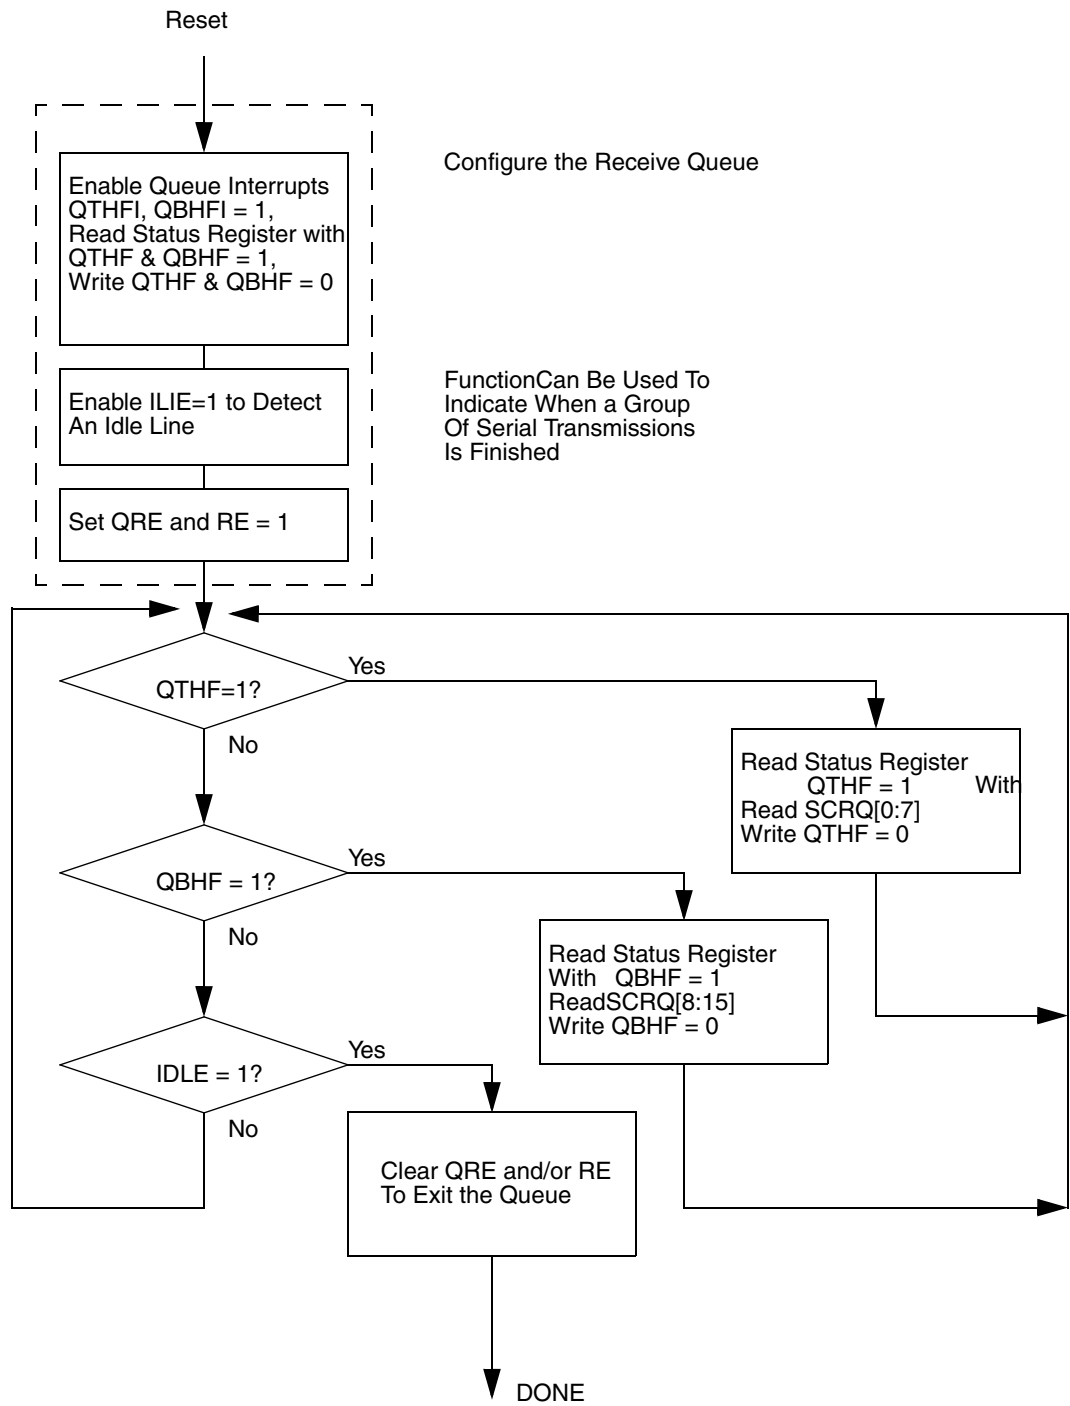 Reset
Configure the Receive Queue
Enable Queue Interrupts
QTHFI, QBHFI = 1,
Read Status Register with
QTHF & QBHF = 1,
Write QTHF & QBHF = 0
FunctionCan Be Used To
Indicate When a Group
Of Serial Transmissions
Is Finished
Enable ILIE=1 to Detect
An Idle Line
Set QRE and RE = 1
QTHF=1?
Yes
No
Read Status Register
QTHF = 1 With
Read SCRQ[0:7]
Write QTHF = 0
QBHF = 1?
Yes
No
Read Status Register
With QBHF = 1
ReadSCRQ[8:15]
Write QBHF = 0
IDLE = 1?
Yes
No
Clear QRE and/or RE
To Exit the Queue
DONE